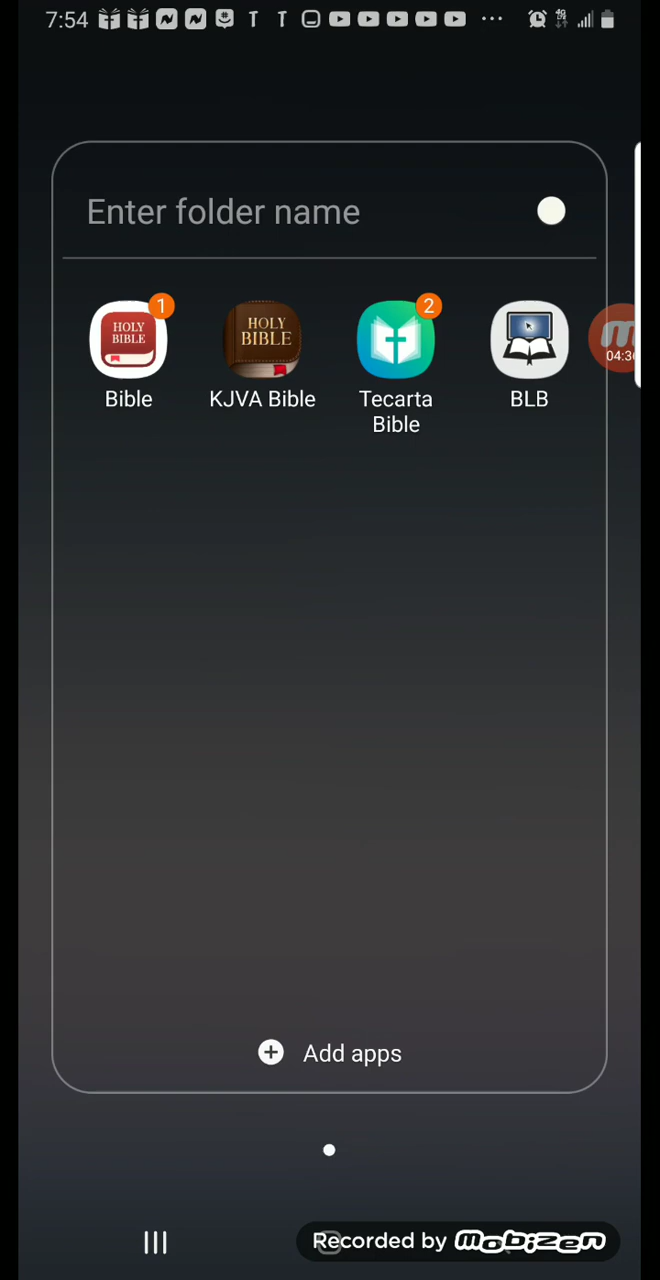 7:54
Enter folder name
1
2
HOLY
BIBLE
HOLY
BIBLE
Bible
KJVA Bible
Tecarta
Bible
BLB
Add apps
Recorded by mobizen